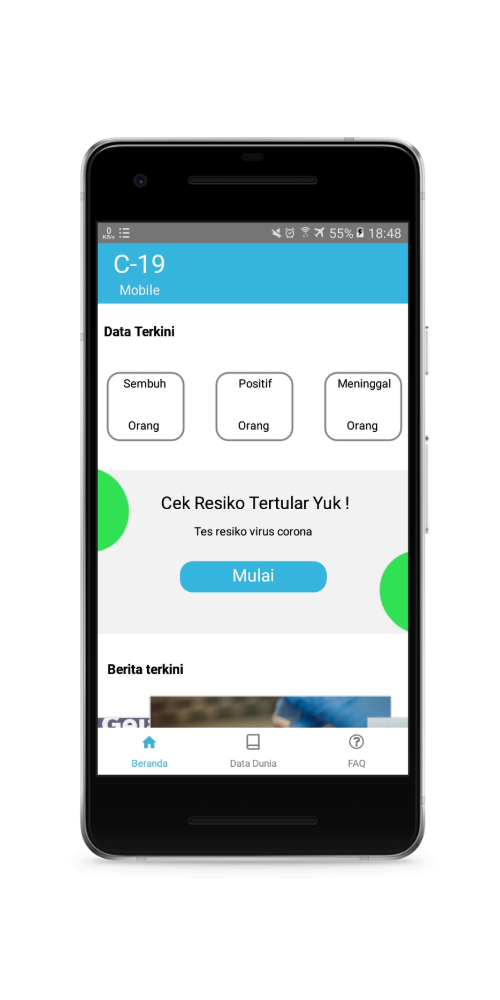 0
KB/s
55% 18:48
C-19
Mobile
Data Terkini
Sembuh Positif Meninggal
Orang Orang Orang
Cek Resiko Tertular Yuk !
Tes resiko virus corona
Mulai
Berita terkini
Beranda Data Dunia FAQ